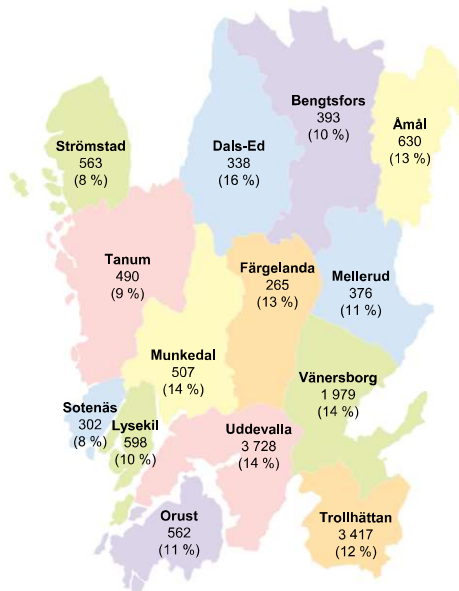 Bengtsfors
393
(10 %)
Åmål
630
(13 %)
Strömstad
563
(8 %)
Dals-Ed
338
(16 %)
Tanum
490
(9 %)
Färgelanda
265
(13 %)
Mellerud
376
(11 %)
Munkedal
507
(14 %)
Vänersborg
1 979
(14 %)
Sotenäs
302
(8 %)
Lysekil
598
(10 %)
Uddevalla
3 728
(14 %)
Orust
562
(11 %)
Trollhättan
3 417
(12 %)